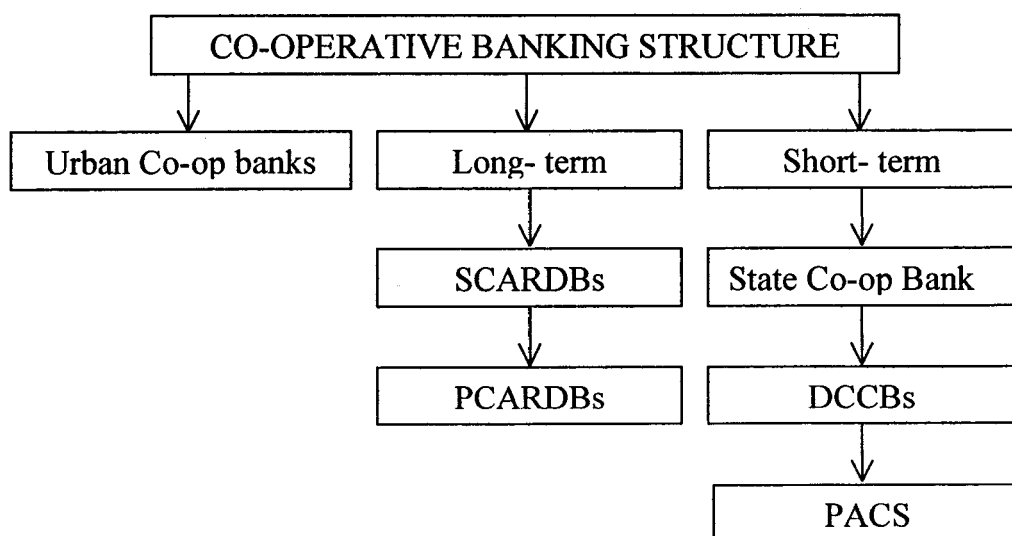 CO-OPERATIVE BANKING STRUCTURE
Urban Co-op banks
Long- term
Short- term
SCARDBs
State Co-op Bank
PCARDBs
DCCBs
PACS